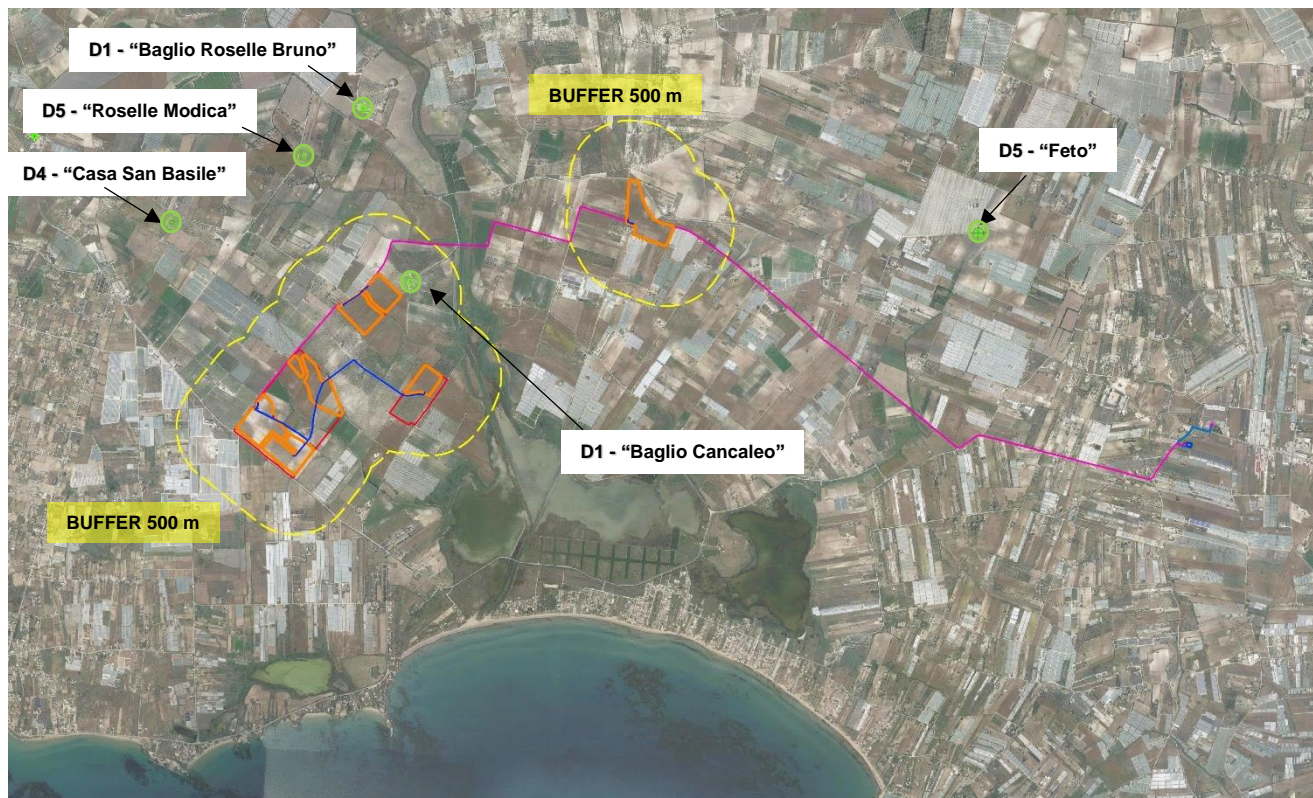 D1 - “Baglio Roselle Bruno”
BUFFER 500 m
D5 - “Roselle Modica”
D5 - “Feto”
D4 - “Casa San Basile”
D1 - “Baglio Cancaleo”
BUFFER 500 m